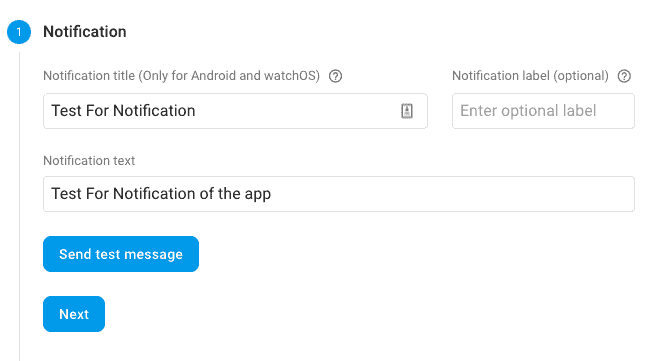 1 Notification
Notification title (Only for Android and watchOS) ? Notification label (optional) ?
Test For Notification Enter optional label
Notification text
Test For Notification of the app
Send test message
Next